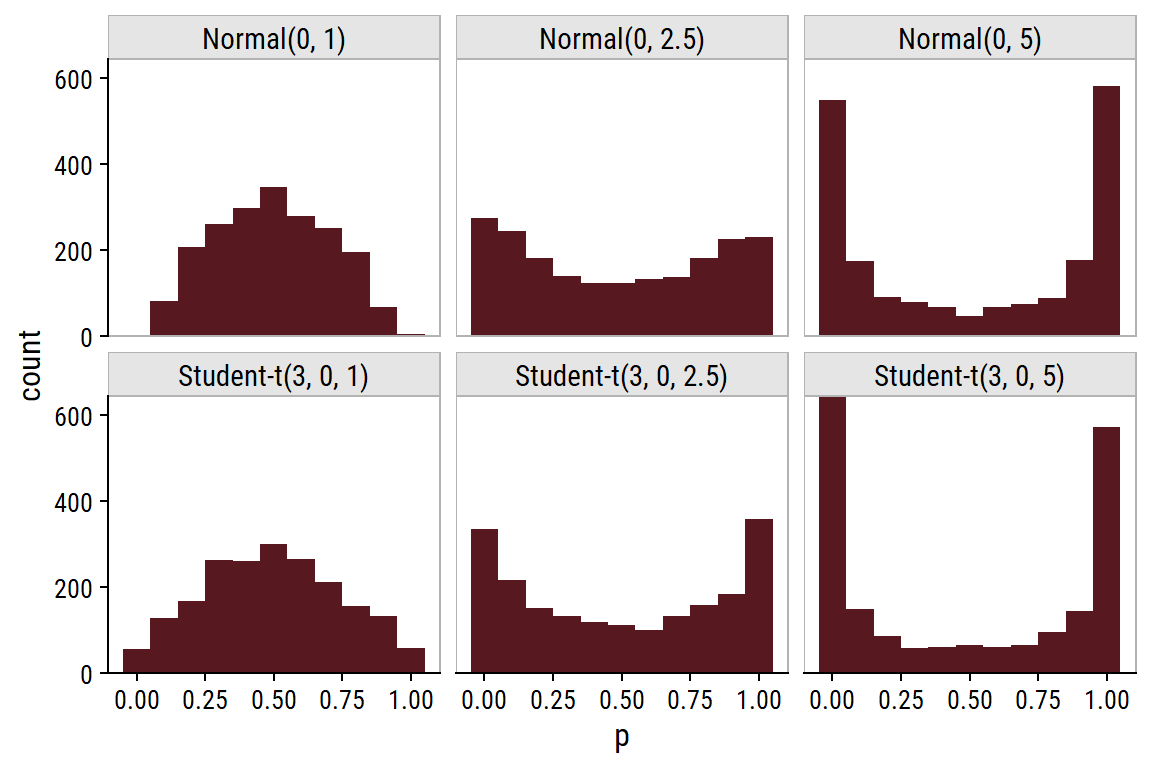 Normal(0, 1)
Normal(0, 2.5)
Normal(0, 5)
600
400
200
0
Student-t(3, 0, 1)
Student-t(3, 0, 2.5)
Student-t(3, 0, 5)
600
400
200
0
count
0.00 0.25 0.50 0.75 1.00
0.00 0.25 0.50 0.75 1.00
0.00 0.25 0.50 0.75 1.00
p